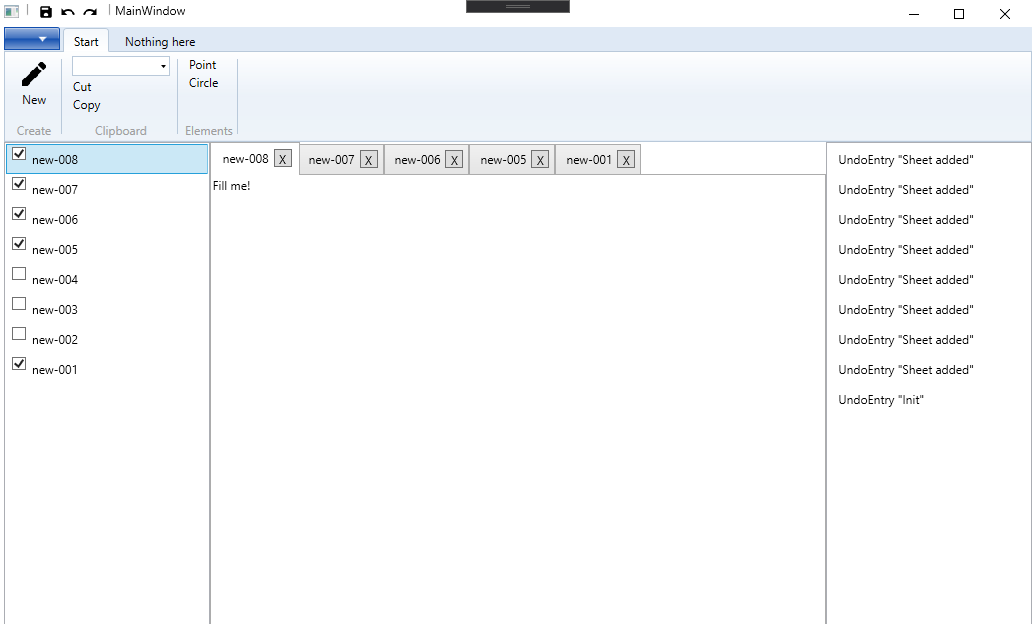 MainWindow
Start Nothing here
New
Cut
Copy
Point
Circle
Create Clipboard Elements
new-008
new-007
new-006
new-005
new-004
new-003
new-002
new-001
new-008 X new-007 X new-006 X new-005 X new-001 X
Fill me!
UndoEntry "Sheet added"
UndoEntry "Sheet added"
UndoEntry "Sheet added"
UndoEntry "Sheet added"
UndoEntry "Sheet added"
UndoEntry "Sheet added"
UndoEntry "Sheet added"
UndoEntry "Sheet added"
UndoEntry "Init"